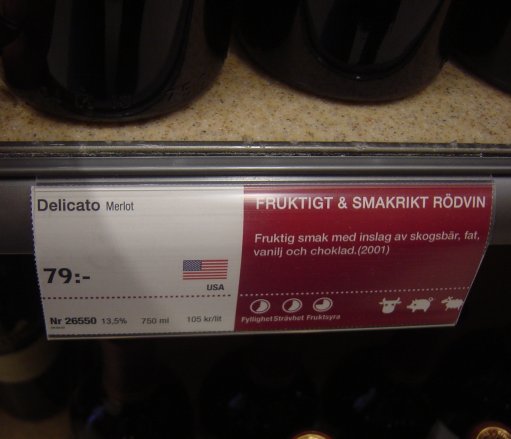 Delicato Merlot
79:-
USA
Nr 26550 13,5% 750 ml 105 kr/lit
FRUKTIGT & SMAKRIKT RÖDVIN
Fruktig smak med inslag av skogsbär, fat,
vanilj och choklad.(2001)
Fyllighet Strävhet Fruktsyra